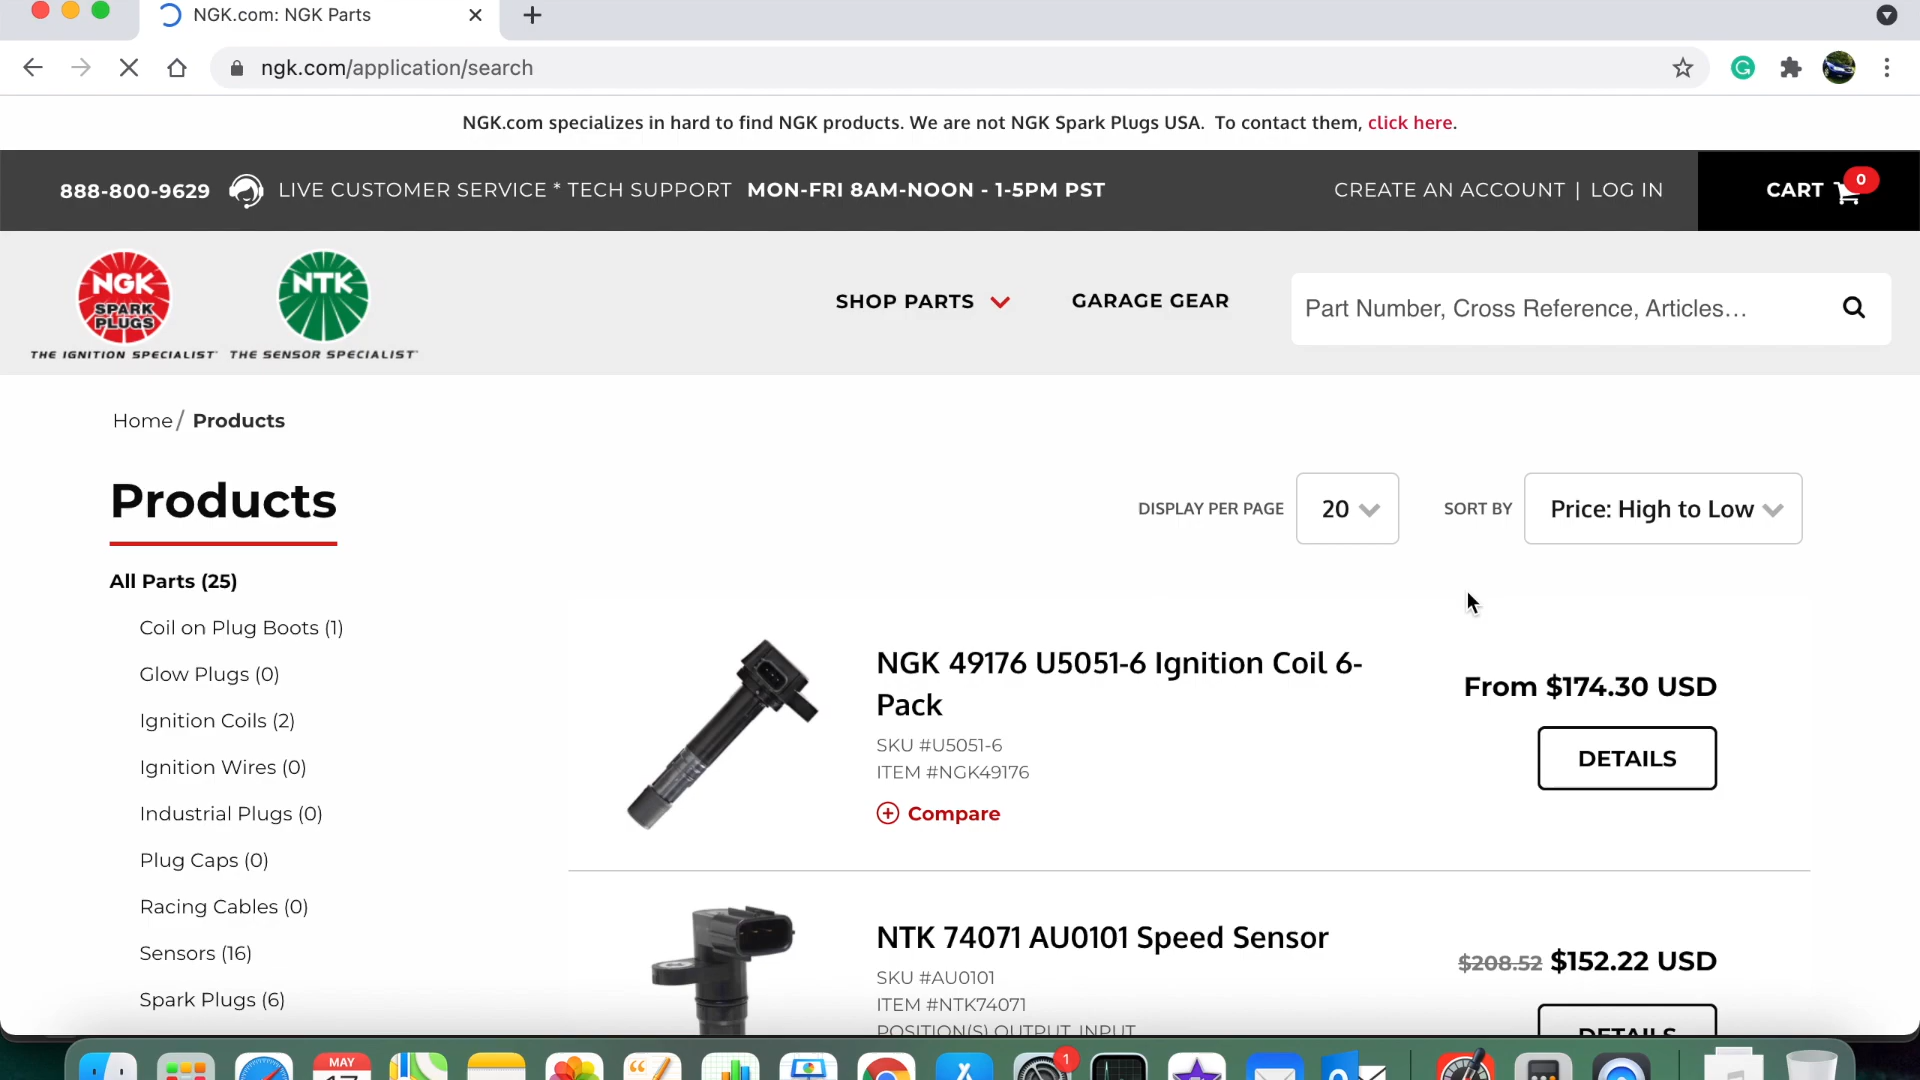 NGK.com: NGK Parts
ngk.com/application/search
NGK.com specializes in hard to find NGK products. We are not NGK Spark Plugs USA. To contact them, click here.
888-800-9629 LIVE CUSTOMER SERVICE * TECH SUPPORT MON-FRI 8AM-NOON - 1-5PM PST CREATE AN ACCOUNT | LOG IN CART 0
NGK
SPARK
PLUGS
THE IGNITION SPECIALIST
NTK
THE SENSOR SPECIALIST
SHOP PARTS GARAGE GEAR Part Number, Cross Reference, Articles...
Home / Products
Products
DISPLAY PER PAGE 20 SORT BY Price: High to Low
All Parts (25)
Coil on Plug Boots (1)
Glow Plugs (0)
Ignition Coils (2)
Ignition Wires (0)
Industrial Plugs (0)
Plug Caps (0)
Racing Cables (0)
Sensors (16)
Spark Plugs (6)
NGK 49176 U5051-6 Ignition Coil 6-
Pack
SKU #U5051-6
ITEM #NGK49176
Compare
From $174.30 USD
DETAILS
NTK 74071 AU0101 Speed Sensor
SKU #AU0101
ITEM #NTK74071
POSITION(S) OUTPUT, INPUT
$208.52 $152.22 USD
DETAILS
MAY
17
1